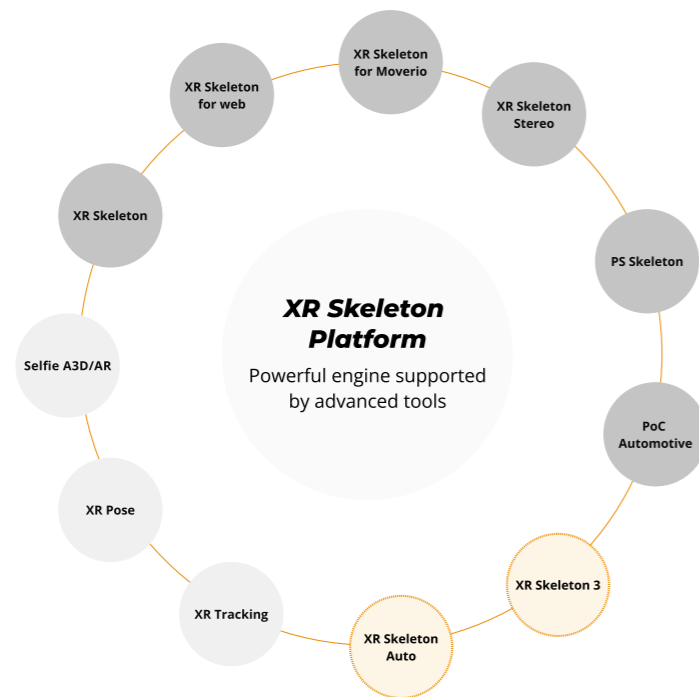 XR Skeleton
for Moverio
XR Skeleton
for web
XR Skeleton
Stereo
XR Skeleton
PS Skeleton
XR Skeleton
Platform
Powerful engine supported
by advanced tools
Selfie A3D/AR
PoC
Automotive
XR Pose
XR Skeleton 3
XR Tracking
XR Skeleton
Auto